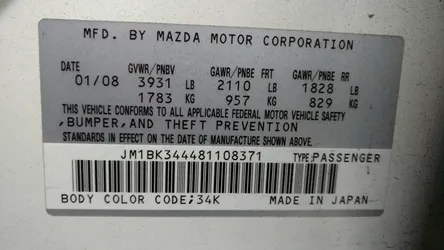 MFD. BY MAZDA MOTOR CORPORATION
DATE GVWR/PNBV GAWR/PNBE FRT GAWR/PNBE RR
01/08 3931 LB 2110 LB 1828 LB
1783 KG 957 KG 829 KG
THIS VEHICLE CONFORMS TO ALL APPLICABLE FEDERAL MOTOR VEHICLE SAFETY
,BUMPER,AND THEFT PREVENTION
STANDARDS IN EFFECT ON THE DATE OF MANUFACTURE SHOWN ABOVE.
JM1BK344481108371 TYPE:PASSENGER
BODY COLOR CODE;34K MADE IN JAPAN